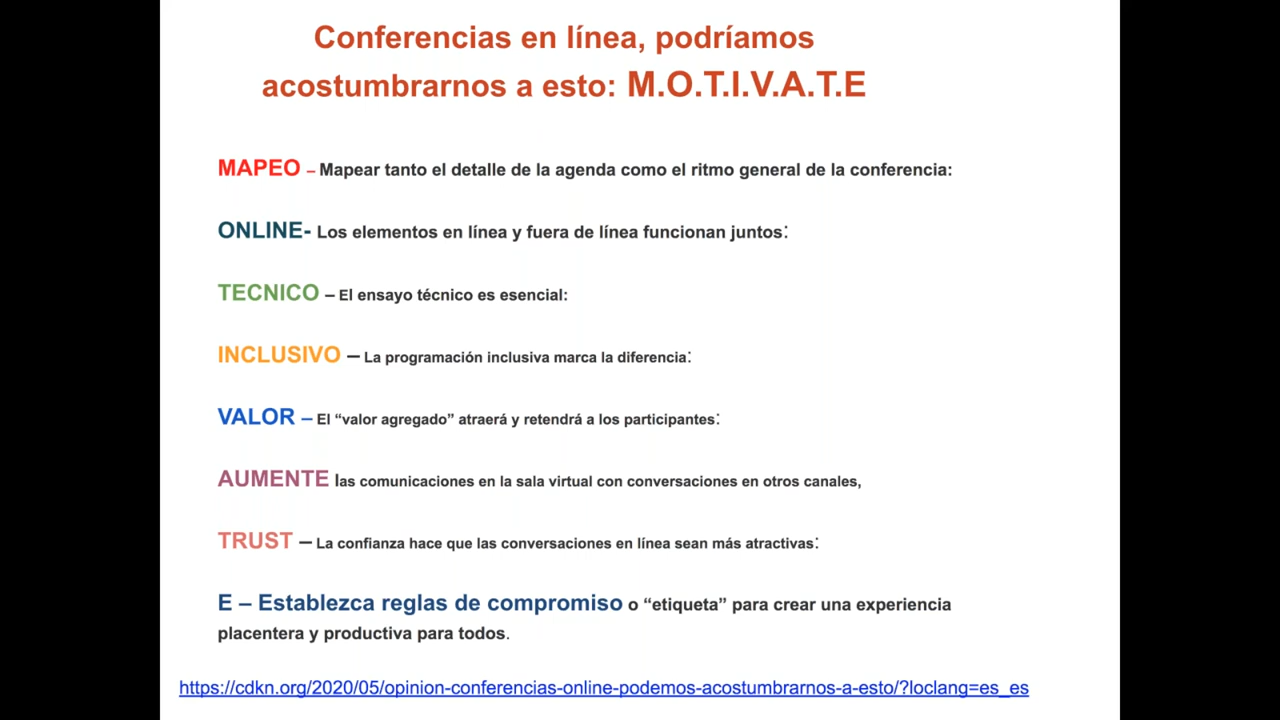 Conferencias en línea, podríamos
acostumbrarnos a esto: M.O.T.I.V.A.T.E
MAPEO – Mapear tanto el detalle de la agenda como el ritmo general de la conferencia:
ONLINE- Los elementos en línea y fuera de línea funcionan juntos:
TECNICO – El ensayo técnico es esencial:
INCLUSIVO – La programación inclusiva marca la diferencia:
VALOR – El “valor agregado” atraerá y retendrá a los participantes:
AUMENTE las comunicaciones en la sala virtual con conversaciones en otros canales,
TRUST – La confianza hace que las conversaciones en línea sean más atractivas:
E – Establezca reglas de compromiso o “etiqueta” para crear una experiencia
placentera y productiva para todos.
https://cdkn.org/2020/05/opinion-conferencias-online-podemos-acostumbrarnos-a-esto/?loclang=es_es